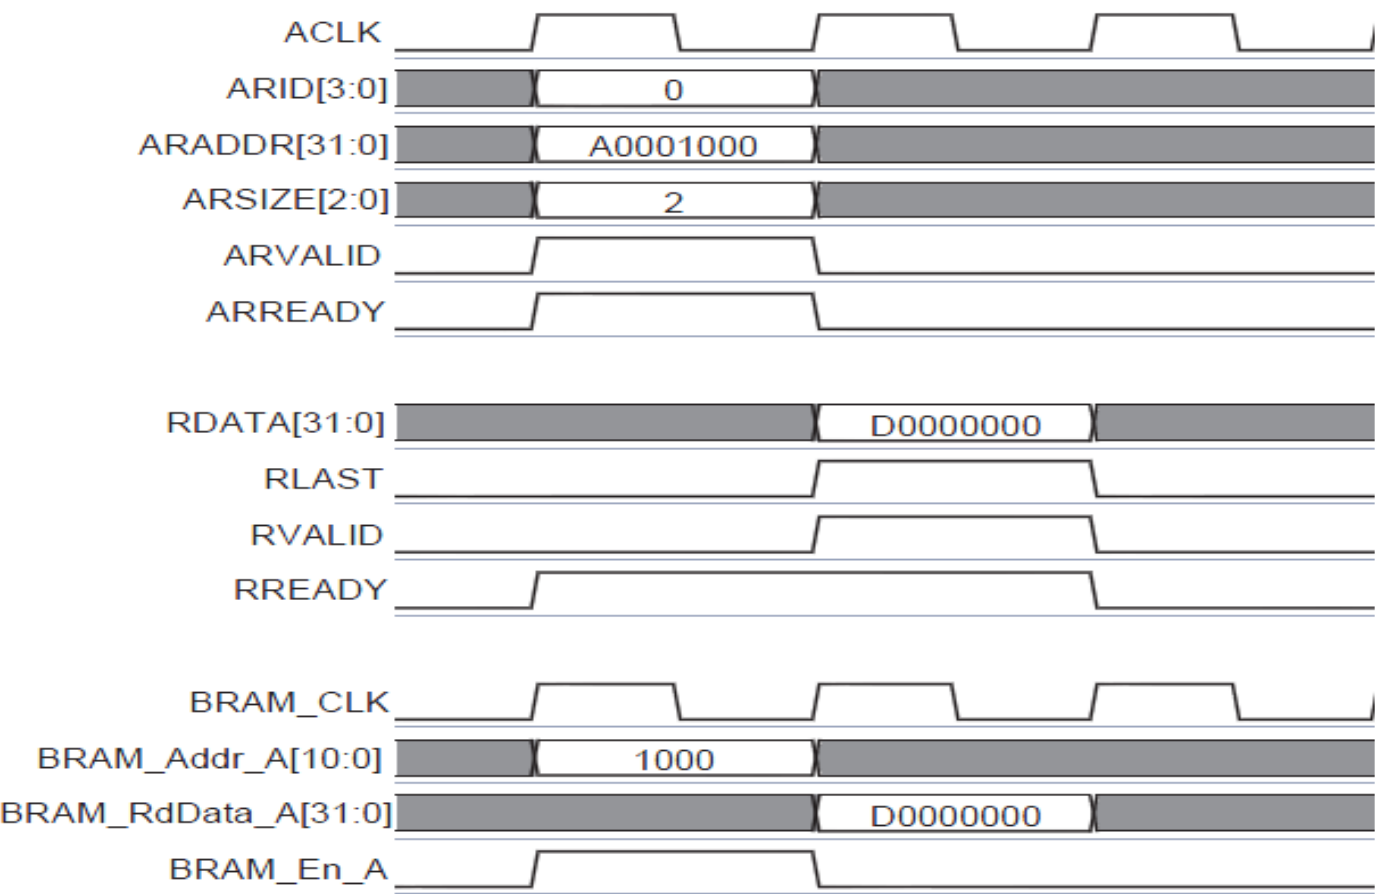 ACLK
ARID[3:0] 0
ARADDR[31:0] A0001000
ARSIZE[2:0] 2
ARVALID
ARREADY
RDATA[31:0] D0000000
RLAST
RVALID
RREADY
BRAM_CLK
BRAM_Addr_A[10:0] 1000
BRAM_RdData_A[31:0] D0000000
BRAM_En_A